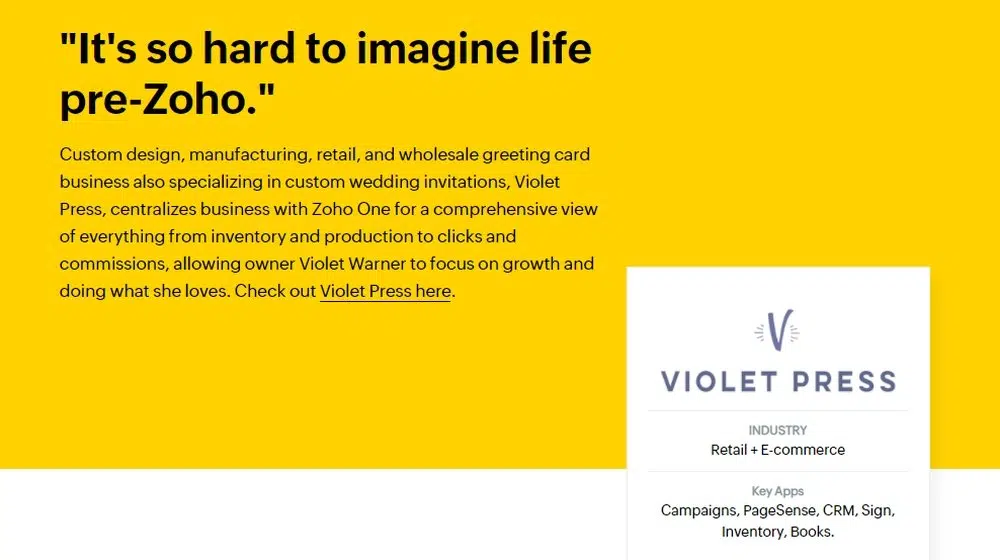 "It's so hard to imagine life
pre-Zoho."
Custom design, manufacturing, retail, and wholesale greeting card
business also specializing in custom wedding invitations, Violet
Press, centralizes business with Zoho One for a comprehensive view
of everything from inventory and production to clicks and
commissions, allowing owner Violet Warner to focus on growth and
doing what she loves. Check out Violet Press here.
V
VIOLET PRESS
INDUSTRY
Retail + E-commerce
Key Apps
Campaigns, PageSense, CRM, Sign,
Inventory, Books.